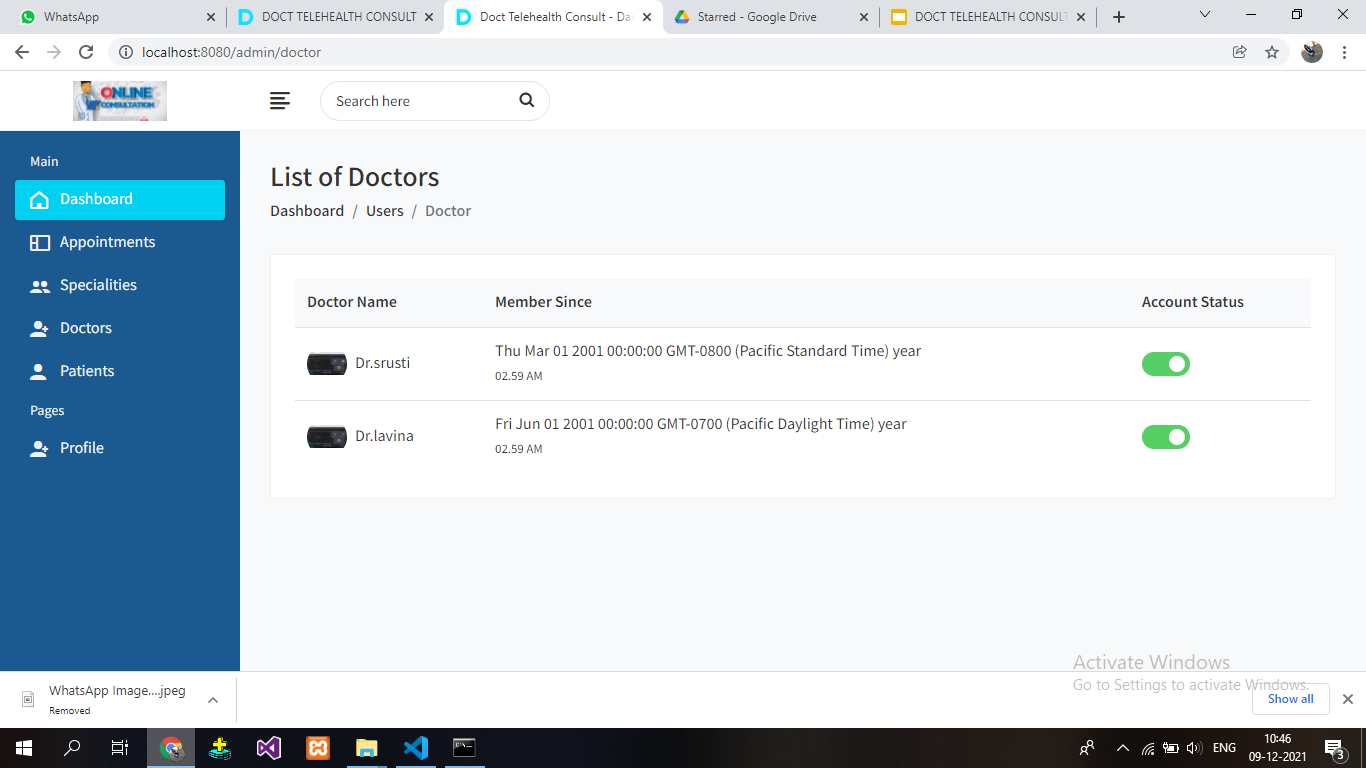 WhatsApp
DOCT TELEHEALTH CONSULT
Doct Telehealth Consult - Da
Starred - Google Drive
DOCT TELEHEALTH CONSULT
localhost:8080/admin/doctor
ONLINE
CONSULTATION
Search here
Main
Dashboard
Appointments
Specialities
Doctors
Patients
Pages
Profile
List of Doctors
Dashboard / Users / Doctor
Doctor Name Member Since Account Status
Dr.srusti Thu Mar 01 2001 00:00:00 GMT-0800 (Pacific Standard Time) year
02.59 AM
Dr.lavina Fri Jun 01 2001 00:00:00 GMT-0700 (Pacific Daylight Time) year
02.59 AM
Activate Windows
Go to Settings to activate Windows.
WhatsApp Image....jpeg
Removed
Show all
ENG
10:46
09-12-2021
3